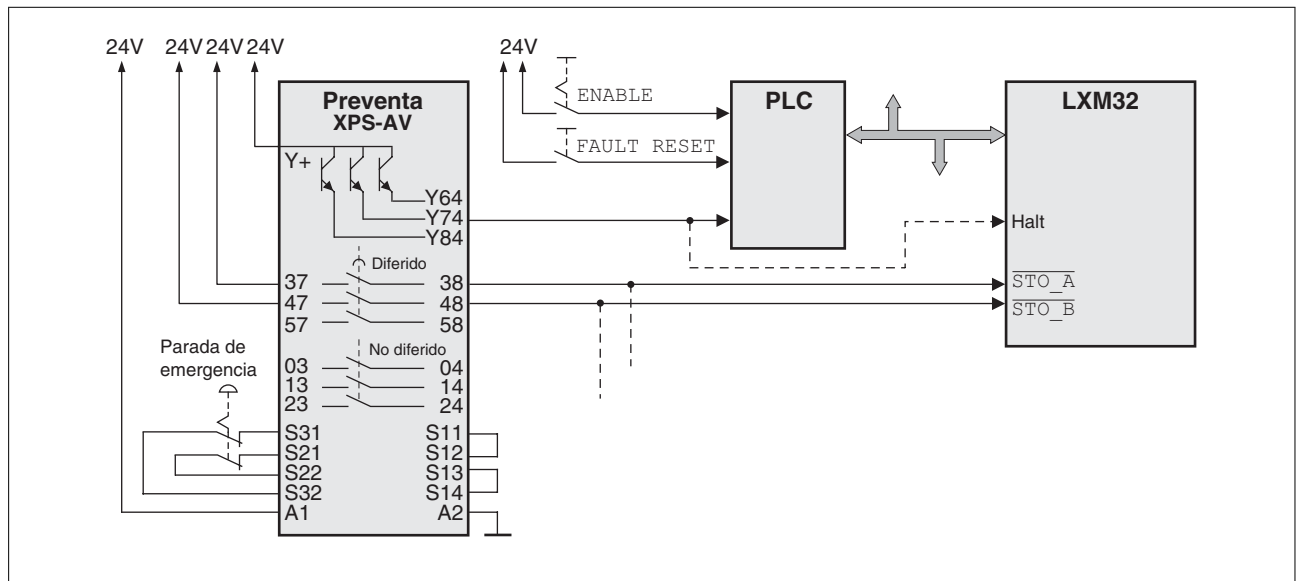 24V 24V 24V 24V 24V
Preventa
XPS-AV
Y+
Y64
Y74
Y84
Diferido
37 38
47 48
57 58
No diferido
03 04
13 14
23 24
Parada de
emergencia
S31 S11
S21 S12
S22 S13
S32 S14
A1 A2
ENABLE
FAULT RESET
PLC
LXM32
Halt
STO_A
STO_B